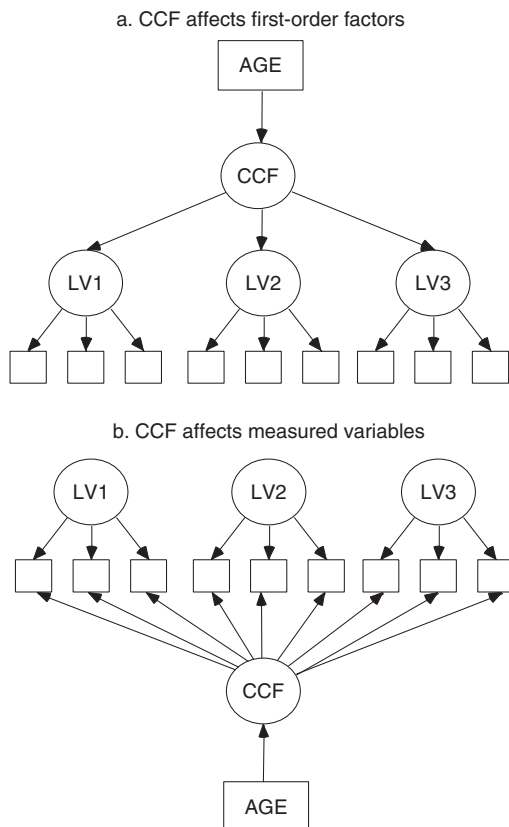 a. CCF affects first-order factors
AGE
CCF
LV1 LV2 LV3
b. CCF affects measured variables
LV1 LV2 LV3
CCF
AGE